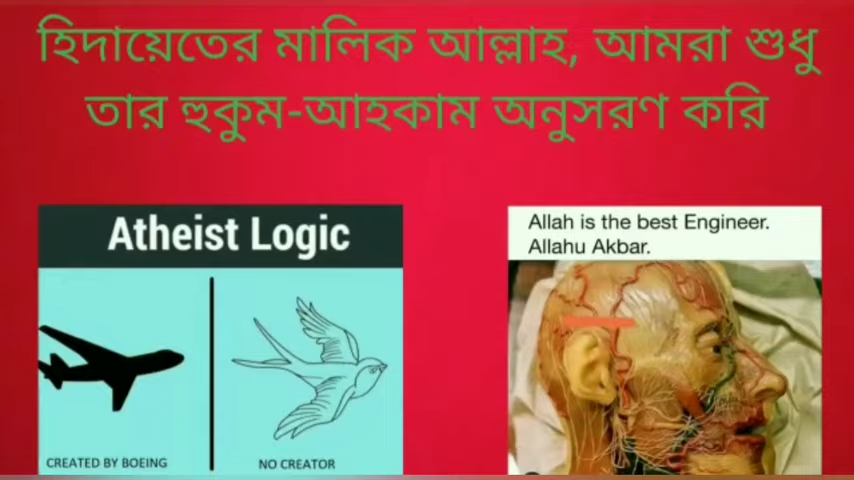 হিদায়েতের মালিক আল্লাহ, আমরা শুধু
তার হুকুম-আহকাম অনুসরণ করি
Atheist Logic
CREATED BY BOEING
NO CREATOR
Allah is the best Engineer.
Allahu Akbar.